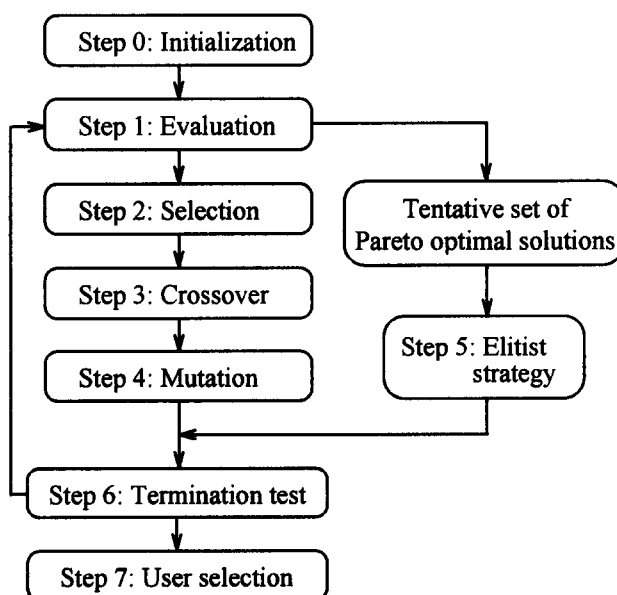 Step 0: Initialization
Step 1: Evaluation
Step 2: Selection
Step 3: Crossover
Step 4: Mutation
Tentative set of
Pareto optimal solutions
Step 5: Elitist
strategy
Step 6: Termination test
Step 7: User selection